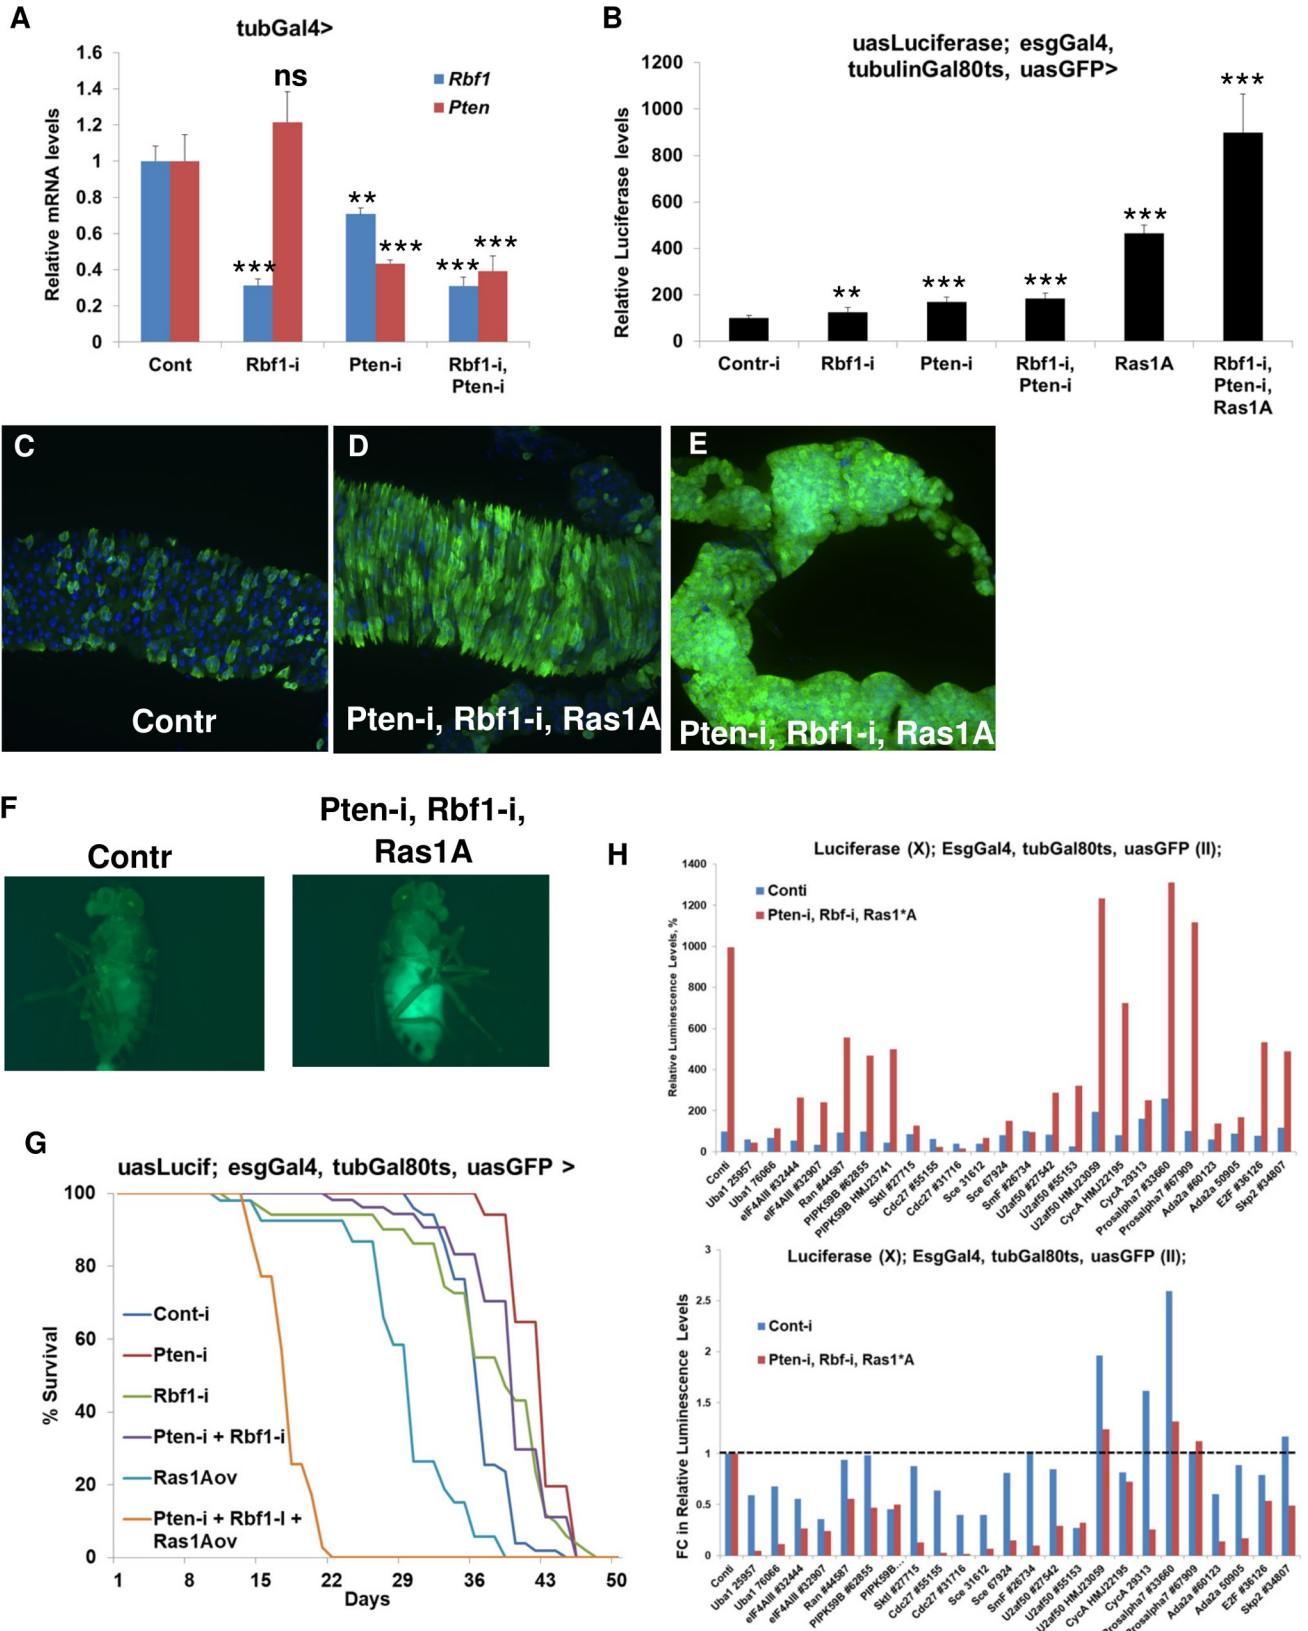 A
tubGal4>
1.6
1.4
1.2
1
0.8
0.6
0.4
0.2
0
Relative mRNA levels
Rbf1
Pten
ns
***
**
***
***
***
Cont
Rbf1-i
Pten-i
Rbf1-i,
Pten-i
B
uasLuciferase; esgGal4,
tubulinGal80ts, uasGFP>
1200
1000
800
600
400
200
0
Relative Luciferase levels
**
***
***
***
***
Contr-i
Rbf1-i
Pten-i
Rbf1-i,
Pten-i
Ras1A
Rbf1-i,
Pten-i,
Ras1A
C
Contr
D
Pten-i, Rbf1-i, Ras1A
E
Pten-i, Rbf1-i, Ras1A
F
Contr
Pten-i, Rbf1-i,
Ras1A
G
uasLucif; esgGal4, tubGal80ts, uasGFP >
100
80
60
40
20
0
% Survival
Cont-i
Pten-i
Rbf1-i
Pten-i + Rbf1-i
Ras1Aov
Pten-i + Rbf1-I +
Ras1Aov
1
8
15
22
29
36
43
50
Days
H
Luciferase (X); EsgGal4, tubGal80ts, uasGFP (II);
1400
1200
1000
800
600
400
200
0
Relative Luminescence Levels, %
Conti
Pten-i, Rbf-i, Ras1*A
Conti
Uba1 25957
Uba1 76066
eIF4AIII #32444
eIF4AIII #32907
Ran #44587
PIPK59B #62855
PIPK59B HMJ23741
Sktl #27715
Cdc27 #55155
Cdc27 #31716
Sce 31612
Sce 67924
SmF #26734
U2af50 #27542
U2af50 #55153
U2af50 HMJ23059
CycA HMJ22195
CycA 29313
Prosalpha7 #33660
Prosalpha7 #67909
Ada2a #60123
Ada2a 50905
E2F #36126
Skp2 #34807
Luciferase (X); EsgGal4, tubGal80ts, uasGFP (II);
3
2.5
2
1.5
1
0.5
0
FC in Relative Luminescence Levels
Cont-i
Pten-i, Rbf-i, Ras1*A
Conti
Uba1 25957
Uba1 76066
eIF4AIII #32444
eIF4AIII #32907
Ran #44587
PIPK59B #62855
PIPK59B...
Sktl #27715
Cdc27 #55155
Cdc27 #31716
Sce 31612
Sce 67924
SmF #26734
U2af50 #27542
U2af50 #55153
U2af50 HMJ23059
CycA HMJ22195
CycA 29313
Prosalpha7 #33660
Prosalpha7 #67909
Ada2a #60123
Ada2a 50905
E2F #36126
Skp2 #34807